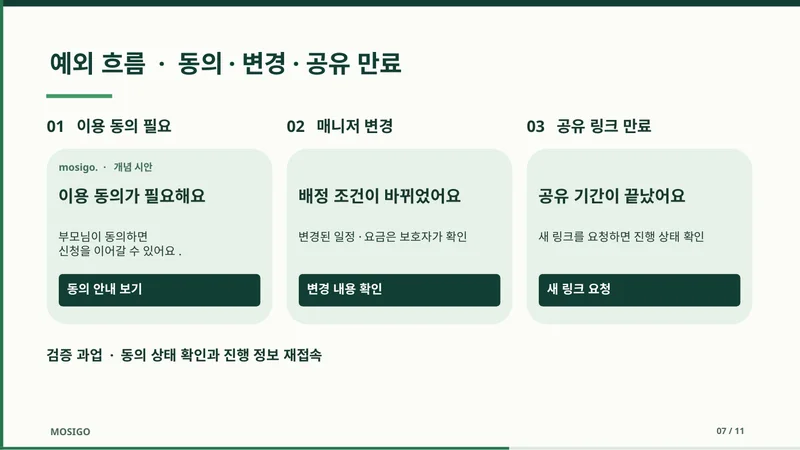 예외 흐름 · 동의 · 변경 · 공유 만료
01 이용 동의 필요
mosigo. · 개념 시안
이용 동의가 필요해요
부모님이 동의하면
신청을 이어갈 수 있어요 .
동의 안내 보기
02 매니저 변경
배정 조건이 바뀌었어요
변경된 일정 · 요금은 보호자가 확인
변경 내용 확인
03 공유 링크 만료
공유 기간이 끝났어요
새 링크를 요청하면 진행 상태 확인
새 링크 요청
검증 과업 · 동의 상태 확인과 진행 정보 재접속
MOSIGO
07 / 11